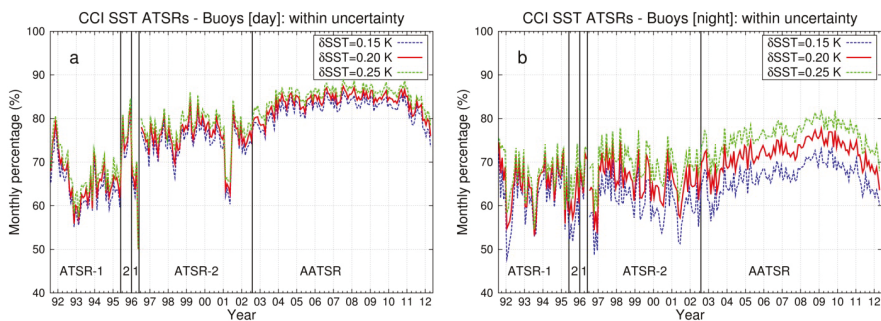 CCI SST ATSRs - Buoys [day]: within uncertainty
δSST=0.15 K
δSST=0.20 K
δSST=0.25 K
a
Monthly percentage (%)
100
90
80
70
60
50
40
ATSR-1 2 1 ATSR-2 AATSR
92 93 94 95 96 97 98 99 00 01 02 03 04 05 06 07 08 09 10 11 12
Year
CCI SST ATSRs - Buoys [night]: within uncertainty
δSST=0.15 K
δSST=0.20 K
δSST=0.25 K
b
Monthly percentage (%)
100
90
80
70
60
50
40
ATSR-1 2 1 ATSR-2 AATSR
92 93 94 95 96 97 98 99 00 01 02 03 04 05 06 07 08 09 10 11 12
Year